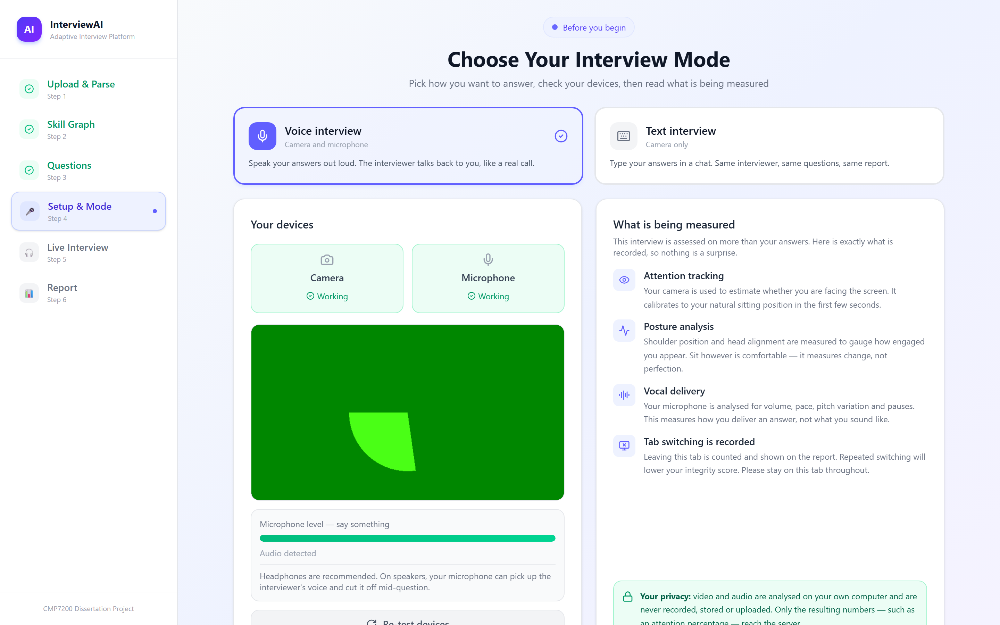 AI
InterviewAI
Adaptive Interview Platform
Upload & Parse
Step 1
Skill Graph
Step 2
Questions
Step 3
Setup & Mode
Step 4
Live Interview
Step 5
Report
Step 6
CMP7200 Dissertation Project
Before you begin
Choose Your Interview Mode
Pick how you want to answer, check your devices, then read what is being measured
Voice interview
Camera and microphone
Speak your answers out loud. The interviewer talks back to you, like a real call.
Text interview
Camera only
Type your answers in a chat. Same interviewer, same questions, same report.
Your devices
Camera
Working
Microphone
Working
Microphone level — say something
Audio detected
Headphones are recommended. On speakers, your microphone can pick up the
interviewer's voice and cut it off mid-question.
Re-test devices
What is being measured
This interview is assessed on more than your answers. Here is exactly what is
recorded, so nothing is a surprise.
Attention tracking
Your camera is used to estimate whether you are facing the screen. It
calibrates to your natural sitting position in the first few seconds.
Posture analysis
Shoulder position and head alignment are measured to gauge how engaged
you appear. Sit however is comfortable — it measures change, not
perfection.
Vocal delivery
Your microphone is analysed for volume, pace, pitch variation and pauses.
This measures how you deliver an answer, not what you sound like.
Tab switching is recorded
Leaving this tab is counted and shown on the report. Repeated switching will
lower your integrity score. Please stay on this tab throughout.
Your privacy: video and audio are analysed on your own computer and are
never recorded, stored or uploaded. Only the resulting numbers — such as
an attention percentage — reach the server.